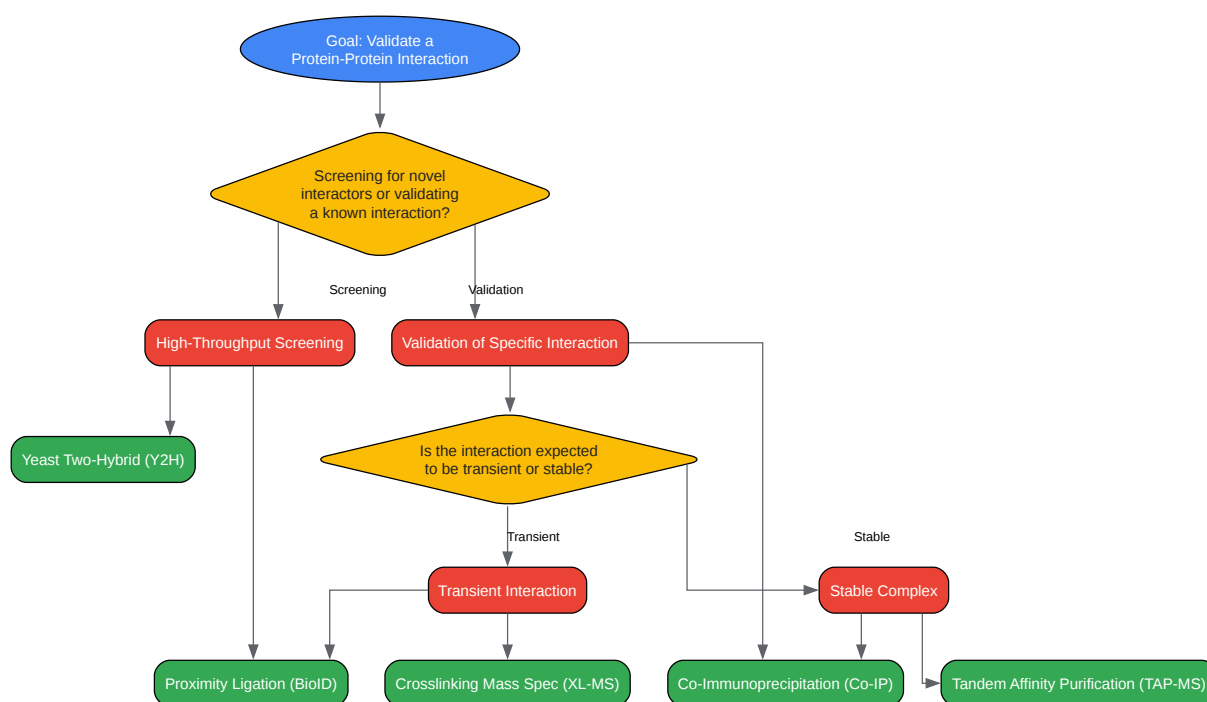 Goal: Validate a
Protein-Protein Interaction
Screening for novel
interactors or validating
a known interaction?
Screening
Validation
High-Throughput Screening
Validation of Specific Interaction
Yeast Two-Hybrid (Y2H)
Is the interaction expected
to be transient or stable?
Transient
Stable
Transient Interaction
Stable Complex
Proximity Ligation (BioID)
Crosslinking Mass Spec (XL-MS)
Co-Immunoprecipitation (Co-IP)
Tandem Affinity Purification (TAP-MS)